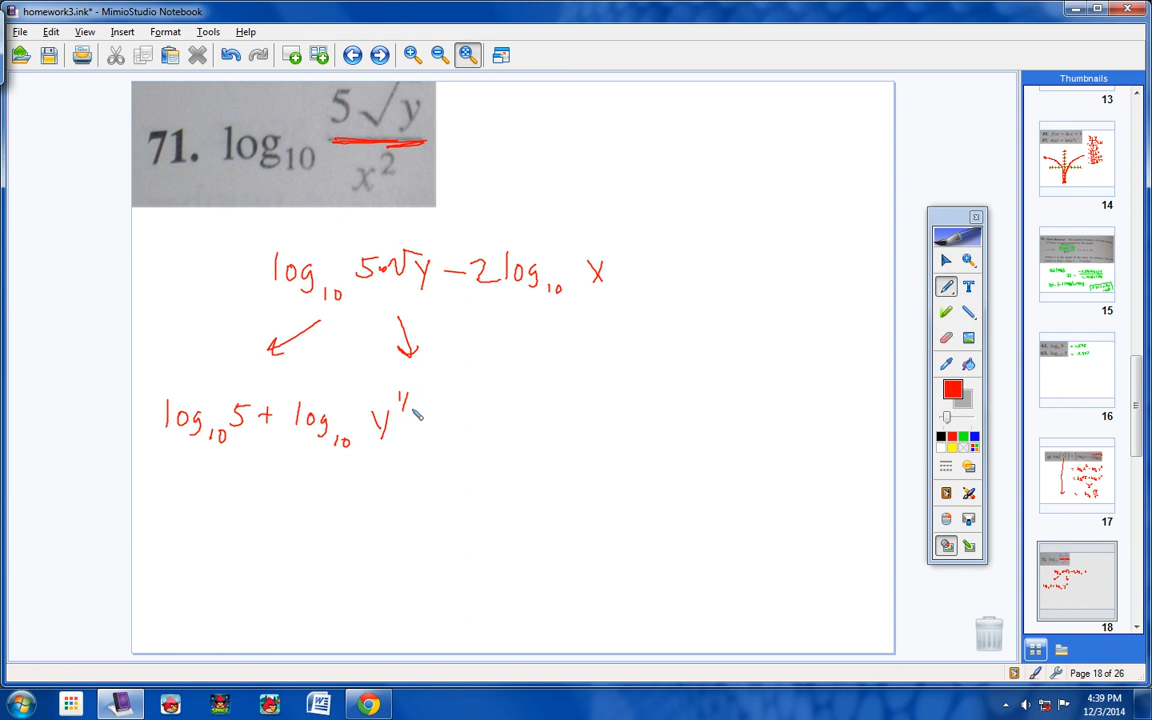 homework3.ink* - MimioStudio Notebook
File Edit View Insert Format Tools Help
71. log10 5√y / x²
log10 5·√y − 2log10 x
log10 5 + log10 y^1/
Thumbnails
13
14
15
16
17
18
Page 18 of 26
4:39 PM
12/3/2014